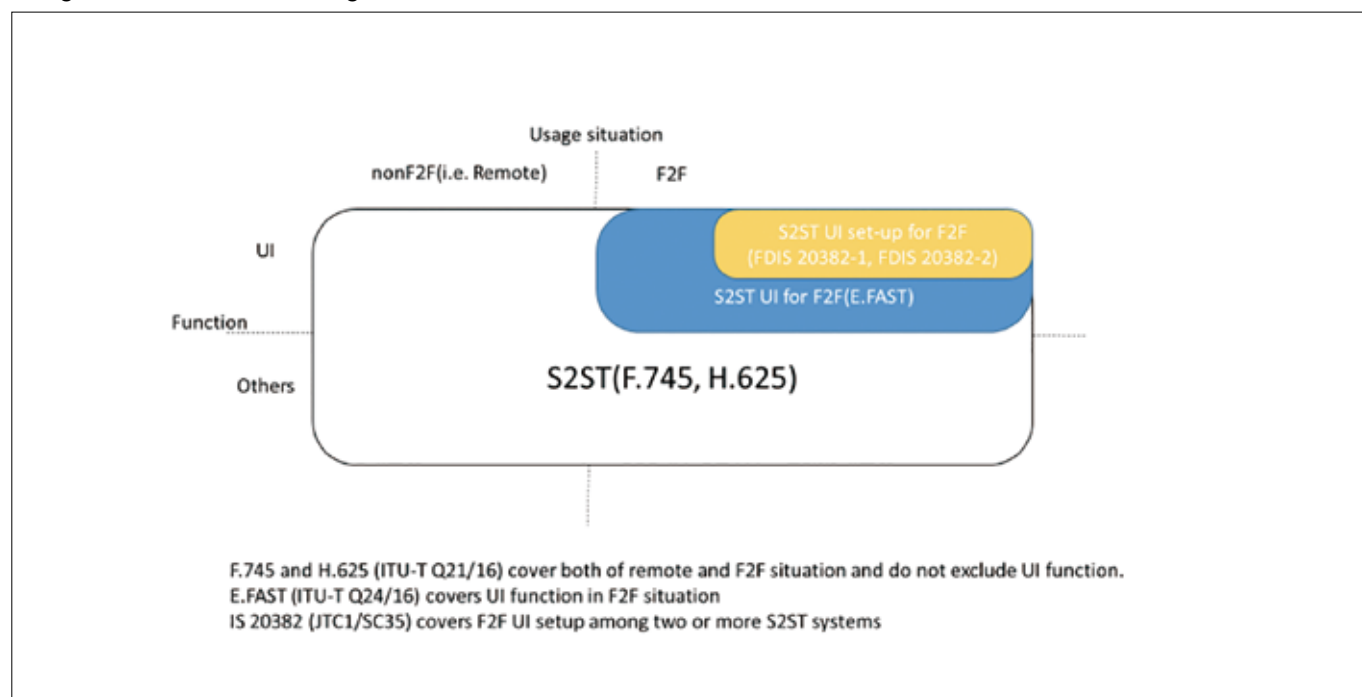 Usage situation
nonF2F(i.e. Remote)
F2F
UI
S2ST UI set-up for F2F
(FDIS 20382-1, FDIS 20382-2)
S2ST UI for F2F(E.FAST)
Function
Others
S2ST(F.745, H.625)
F.745 and H.625 (ITU-T Q21/16) cover both of remote and F2F situation and do not exclude UI function.
E.FAST (ITU-T Q24/16) covers UI function in F2F situation
IS 20382 (JTC1/SC35) covers F2F UI setup among two or more S2ST systems